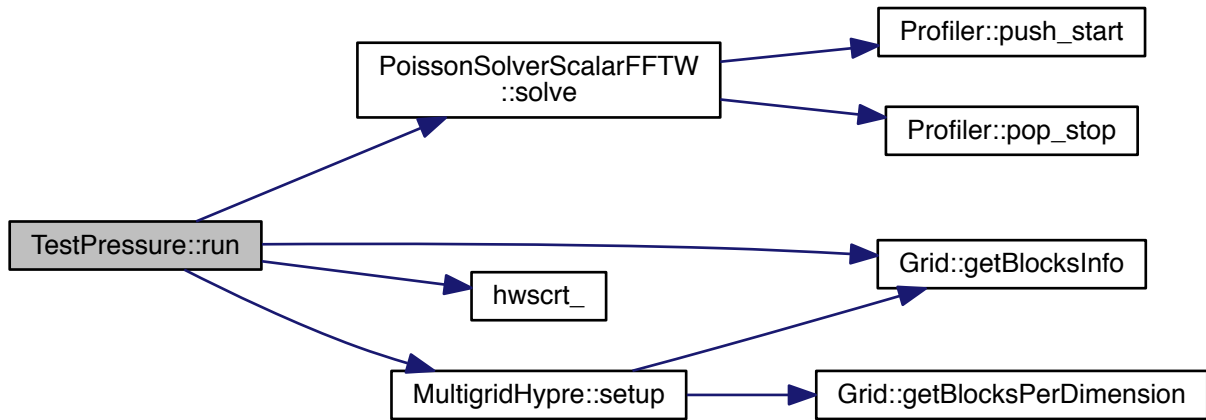 Profiler::push_start
PoissonSolverScalarFFTW
::solve
Profiler::pop_stop
TestPressure::run
Grid::getBlocksInfo
hwscrt_
MultigridHypre::setup
Grid::getBlocksPerDimension